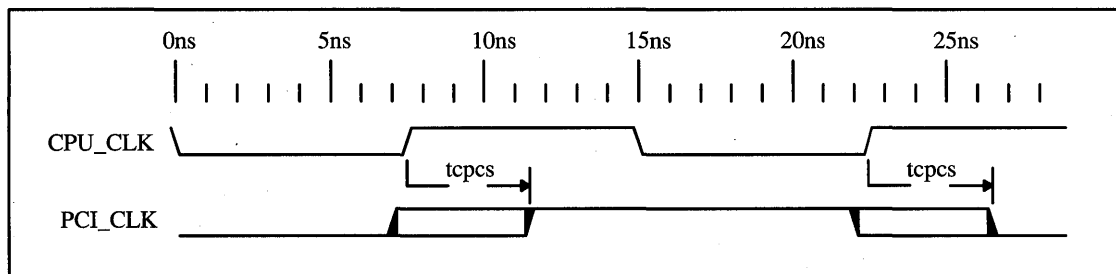 0ns 5ns 10ns 15ns 20ns 25ns
CPU_CLK
tcpcs tcpcs
PCI_CLK